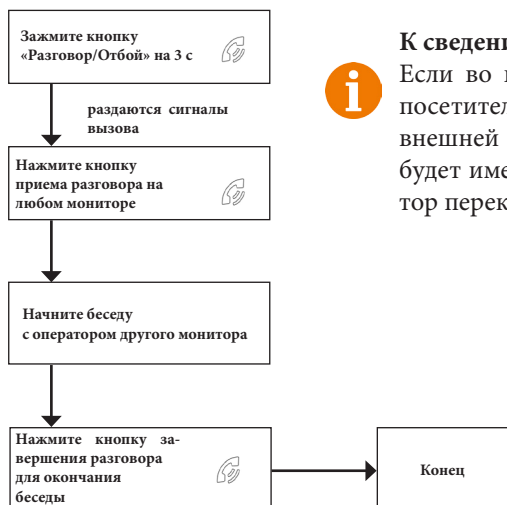 Зажмите кнопку
«Разговор/Отбой» на 3 с
раздаются сигналы
вызова
Нажмите кнопку
приема разговора на
любом мониторе
Начните беседу
с оператором другого монитора
Нажмите кнопку за-
вершения разговора
для окончания
беседы
Конец
К сведени
Если во
посетител
внешней
будет име
тор перек